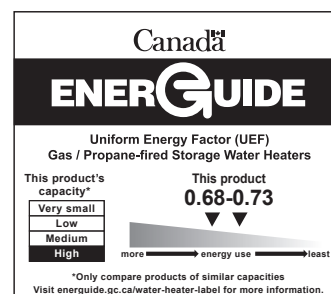 Canada
ENERGUIDE
Uniform Energy Factor (UEF)
Gas / Propane-fired Storage Water Heaters
This product's
capacity*
Very small
Low
Medium
High
This product
0.68-0.73
more energy use least
*Only compare products of similar capacities
Visit energuide.gc.ca/water-heater-label for more information.